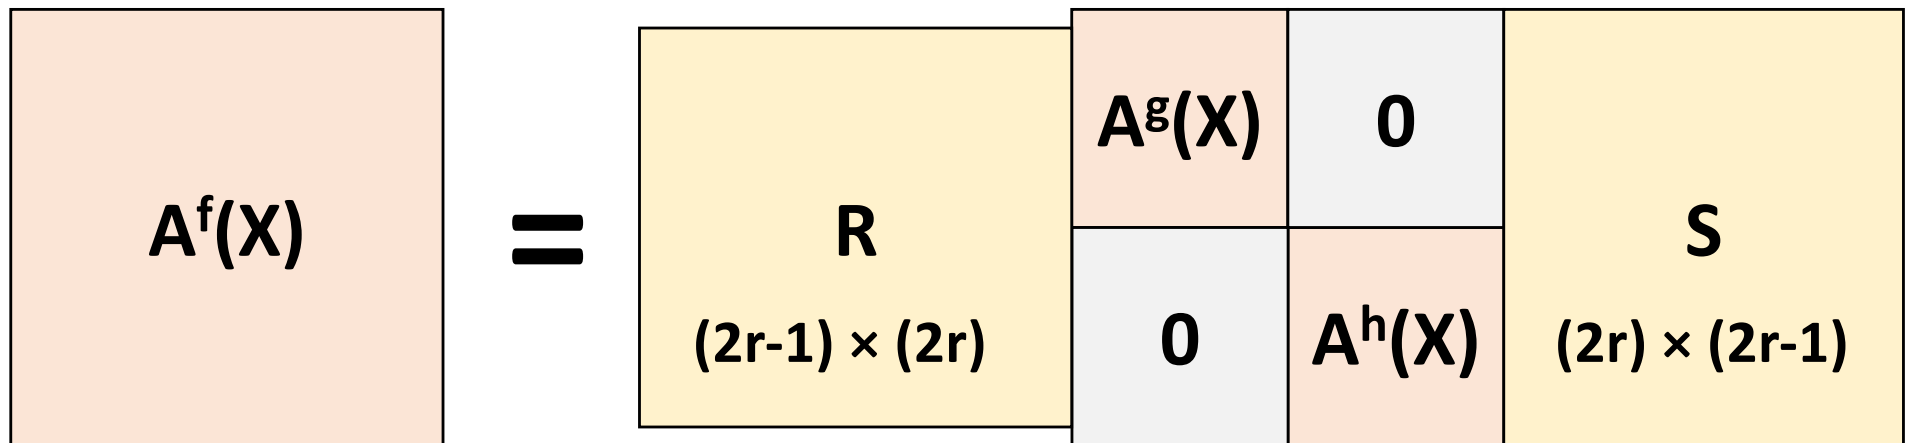 A^f(X) = R A^g(X) 0 S
(2r-1) × (2r) 0 A^h(X) (2r) × (2r-1)